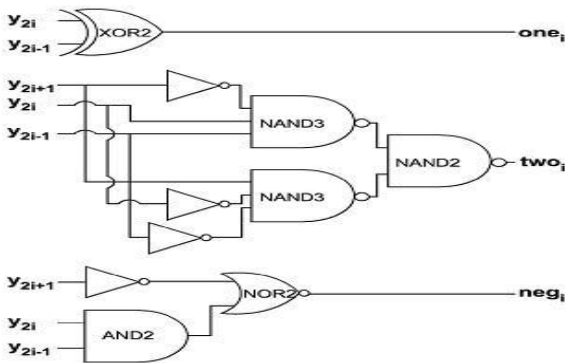 y2i
y2i-1
XOR2
onei
y2i+1
y2i
y2i-1
NAND3
NAND3
NAND2
twoi
y2i+1
y2i
y2i-1
AND2
NOR2
negi